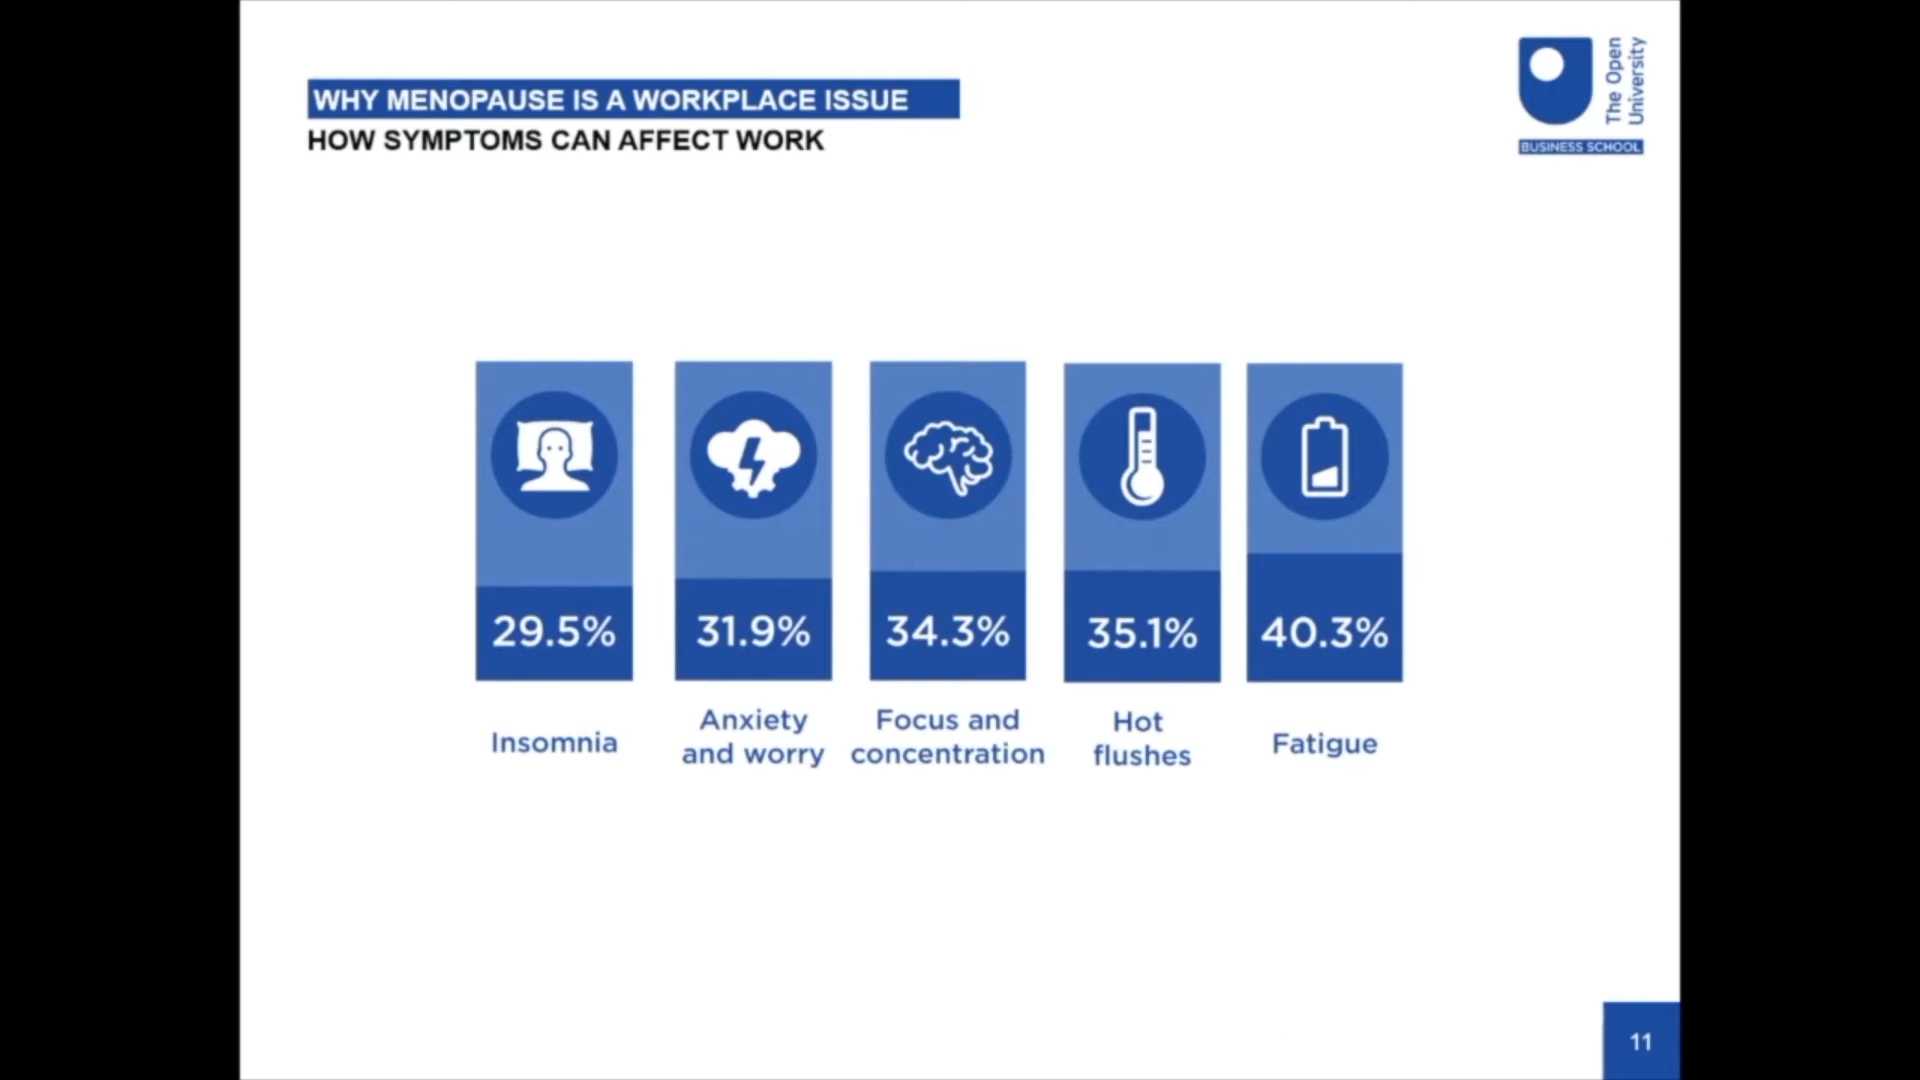 WHY MENOPAUSE IS A WORKPLACE ISSUE
HOW SYMPTOMS CAN AFFECT WORK
The Open
University
BUSINESS SCHOOL
29.5%
31.9%
34.3%
35.1%
40.3%
Insomnia
Anxiety
and worry
Focus and
concentration
Hot
flushes
Fatigue
11